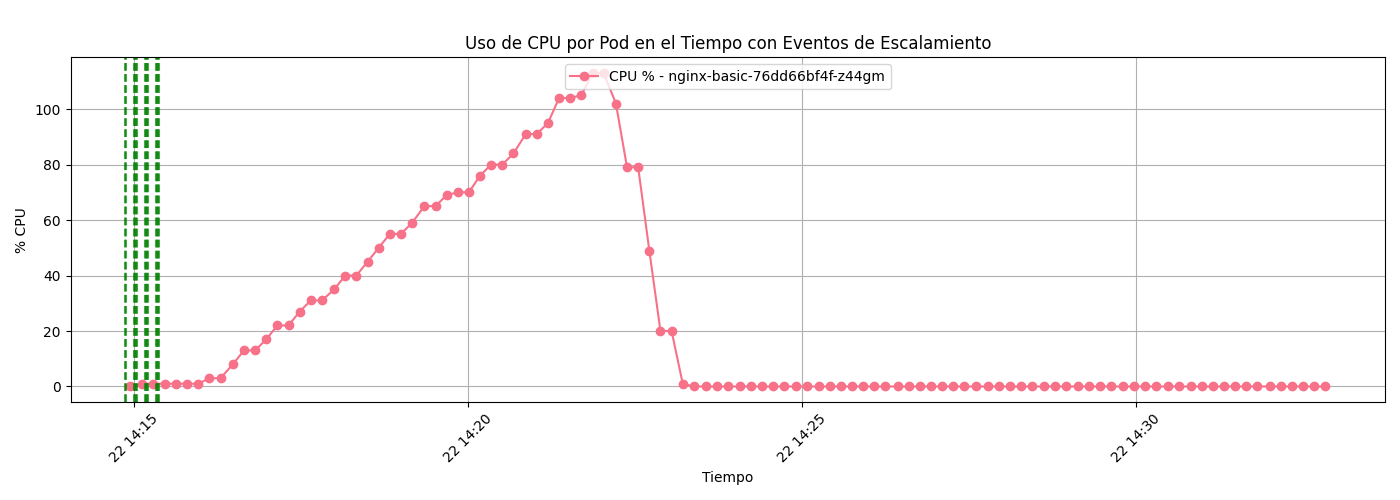 Uso de CPU por Pod en el Tiempo con Eventos de Escalamiento
CPU % - nginx-basic-76dd66bf4f-z44gm
% CPU
100
80
60
40
20
0
22 14:15
22 14:20
22 14:25
22 14:30
Tiempo